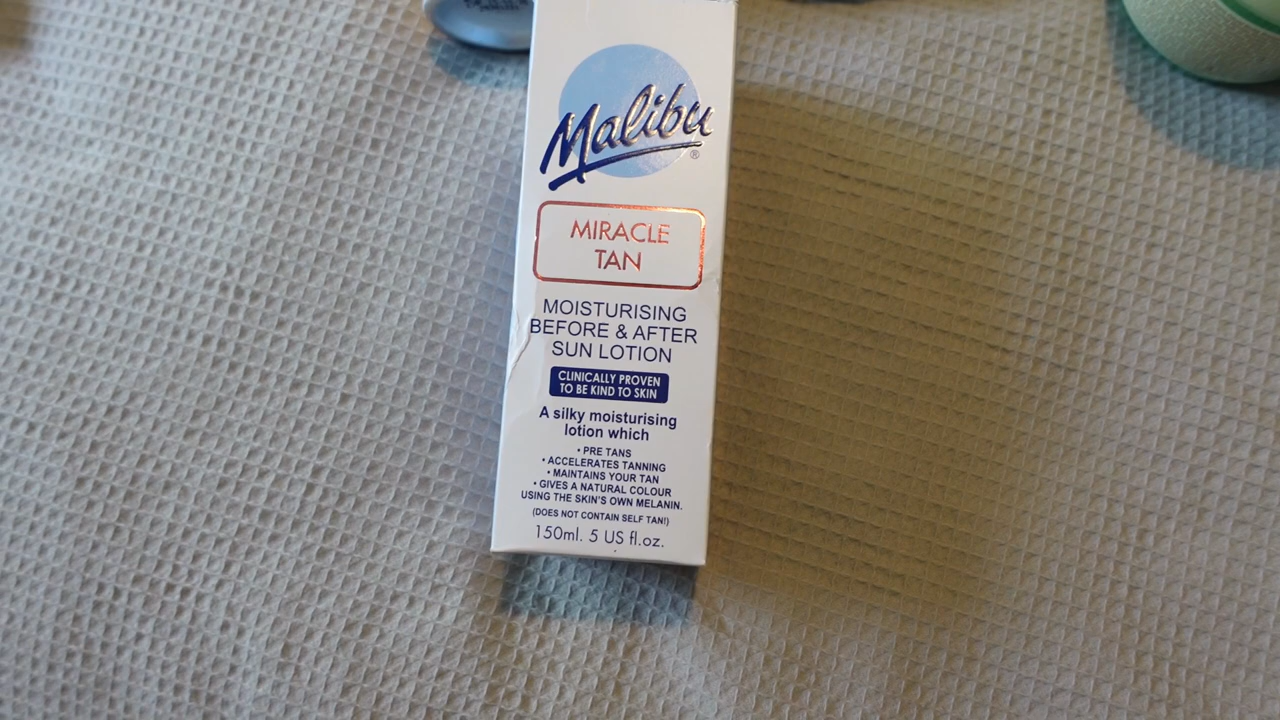 Malibu
®
MIRACLE
TAN
MOISTURISING
BEFORE & AFTER
SUN LOTION
CLINICALLY PROVEN
TO BE KIND TO SKIN
A silky moisturising
lotion which
• PRE TANS
• ACCELERATES TANNING
• MAINTAINS YOUR TAN
• GIVES A NATURAL COLOUR
USING THE SKIN'S OWN MELANIN.
(DOES NOT CONTAIN SELF TAN!)
150ml. 5 US fl.oz.